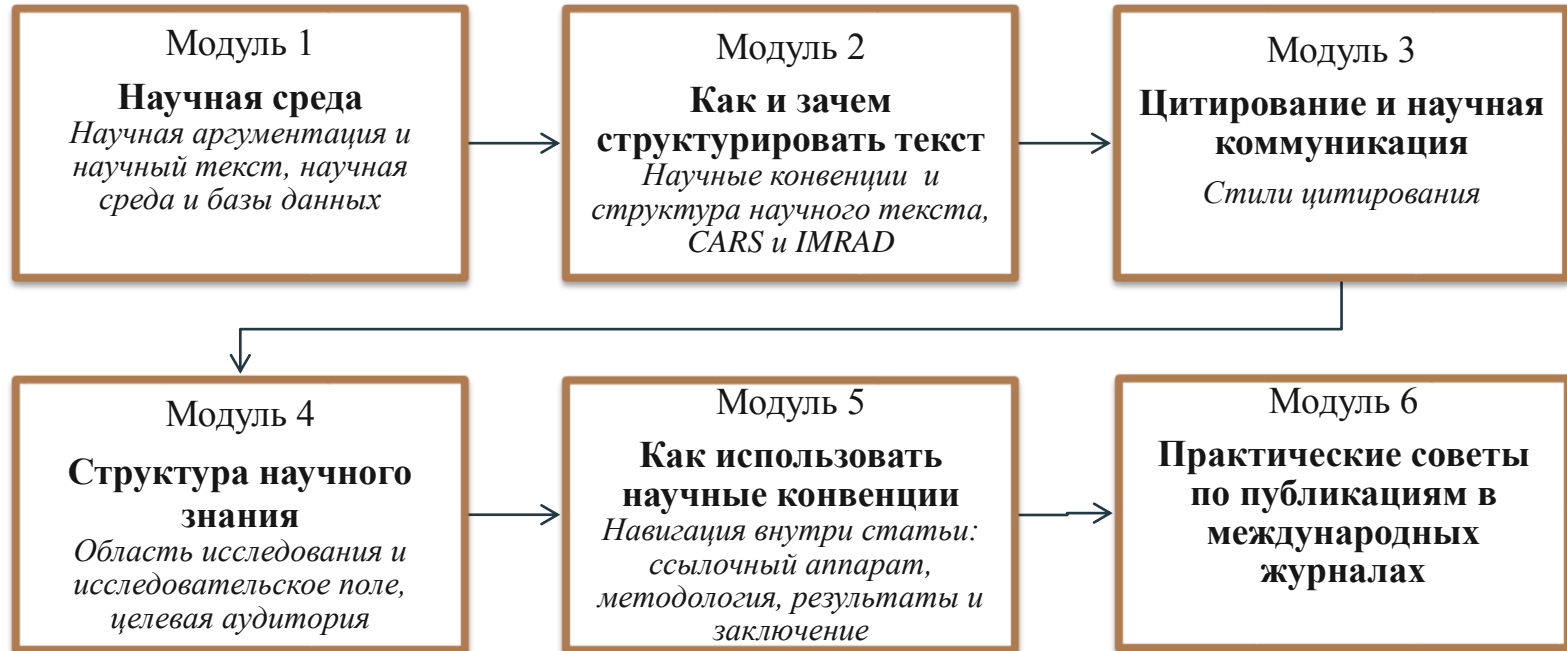 Модуль 1
Научная среда
Научная аргументация и
научный текст, научная
среда и базы данных
Модуль 2
Как и зачем
структурировать текст
Научные конвенции и
структура научного текста,
CARS и IMRAD
Модуль 3
Цитирование и научная
коммуникация
Стили цитирования
Модуль 4
Структура научного
знания
Область исследования и
исследовательское поле,
целевая аудитория
Модуль 5
Как использовать
научные конвенции
Навигация внутри статьи:
ссылочный аппарат,
методология, результаты и
заключение
Модуль 6
Практические советы
по публикациям в
международных
журналах